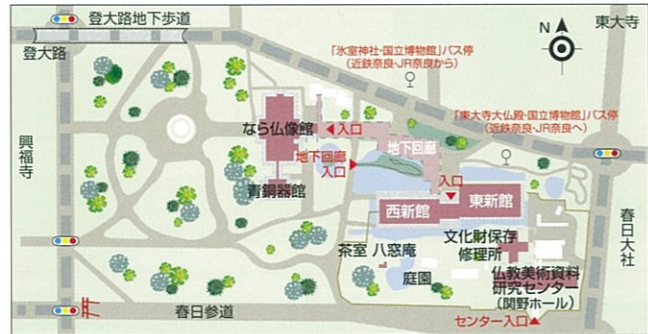 登大路地下歩道
登大路
N
東大寺
「氷室神社・国立博物館」バス停
(近鉄奈良・JR奈良から)
「東大寺大仏殿・国立博物館」バス停
(近鉄奈良・JR奈良へ)
なら仏像館
入口
地下回廊
地下回廊
入口
興福寺
青銅器館
入口
西新館
東新館
文化財保存
修理所
茶室 八窓庵
庭園
仏教美術資料
研究センター
(関野ホール)
春日大社
春日参道
センター入口